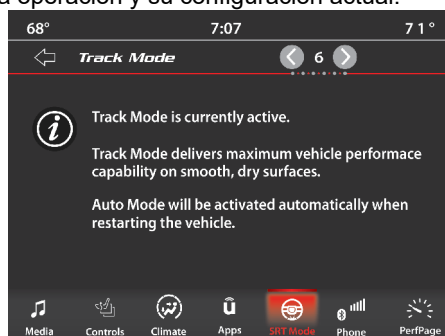 a operación y su configuración actual.
68° 7:07 71°
Track Mode 6
Track Mode is currently active.
Track Mode delivers maximum vehicle performace
capability on smooth, dry surfaces.
Auto Mode will be activated automatically when
restarting the vehicle.
Media Controls Climate Apps SRT Mode Phone PerfPage